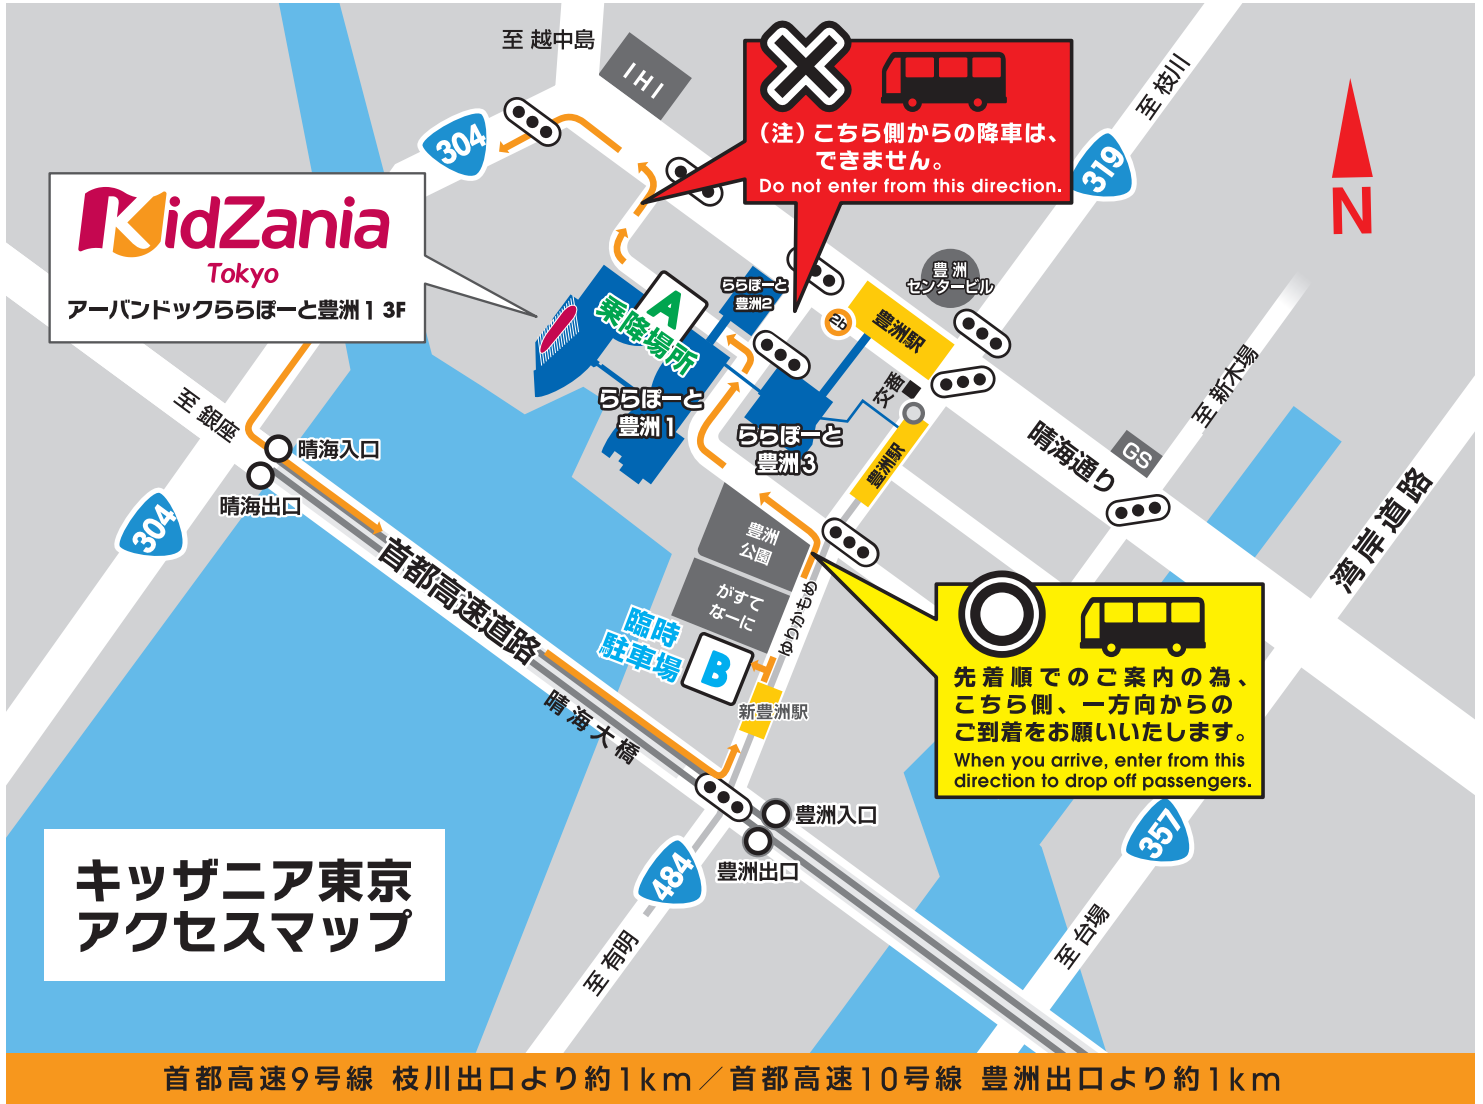 至 越中島
IHI
304
(注)こちら側からの降車は、
できません。
Do not enter from this direction.
至 枝川
319
N
KidZania
Tokyo
アーバンドックららぽーと豊洲1 3F
A
乗降場所
ららぽーと
豊洲2
豊洲
センタービル
2b
豊洲駅
交番
ららぽーと
豊洲1
ららぽーと
豊洲3
豊洲駅
至 新木場
GS
晴海通り
湾岸道路
至 銀座
晴海入口
晴海出口
304
首都高速道路
晴海大橋
豊洲
公園
がすて
なーに
ゆりかもめ
臨時
駐車場
B
新豊洲駅
先着順でのご案内の為、
こちら側、一方向からの
ご到着をお願いいたします。
When you arrive, enter from this
direction to drop off passengers.
豊洲入口
豊洲出口
484
357
至 有明
至 台場
キッザニア東京
アクセスマップ
首都高速9号線 枝川出口より約1km／首都高速10号線 豊洲出口より約1km